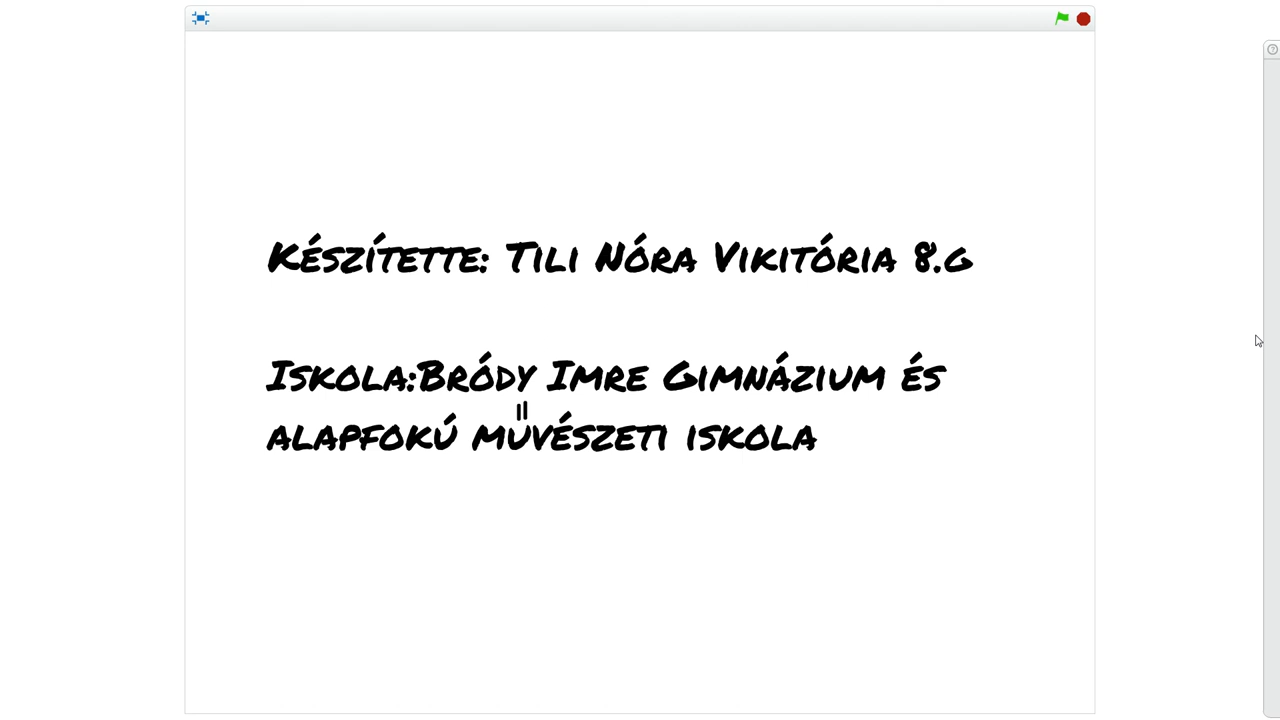 Készítette: Tili Nóra Vikitória 8.g
Iskola:Bródy Imre Gimnázium és
alapfokú művészeti iskola